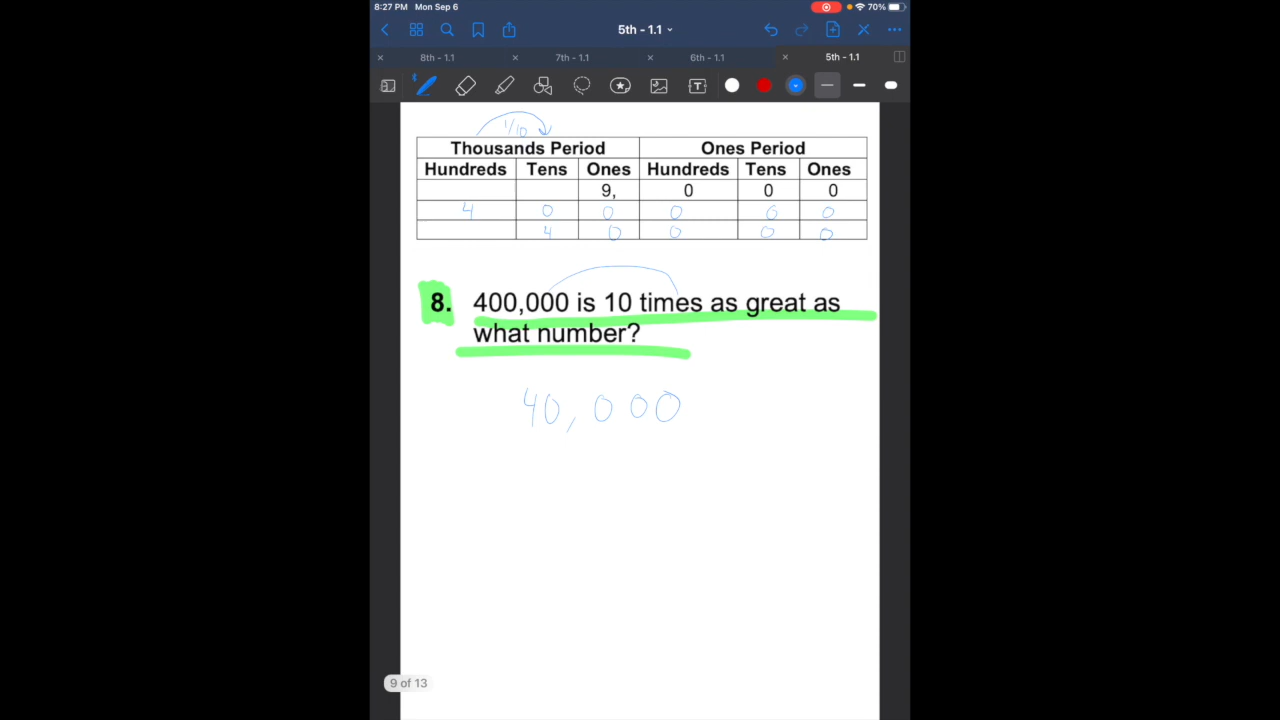 8:27 PM Mon Sep 6 70%
5th - 1.1
8th - 1.1 7th - 1.1 6th - 1.1 5th - 1.1
T
1/10
Thousands Period Ones Period
Hundreds Tens Ones Hundreds Tens Ones
9, 0 0 0
4 0 0 0 0 0
4 0 0 0 0
8. 400,000 is 10 times as great as
what number?
40,000
9 of 13